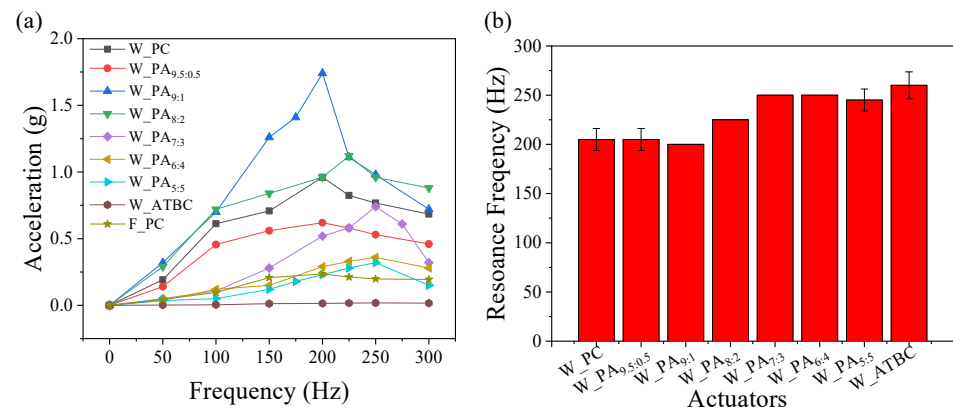 (a)
2.0
1.5
1.0
0.5
0.0
Acceleration (g)
W_PC
W_PA9.5:0.5
W_PA9:1
W_PA8:2
W_PA7:3
W_PA6:4
W_PA5:5
W_ATBC
F_PC
0 50 100 150 200 250 300
Frequency (Hz)
(b)
300
250
200
150
100
50
0
Resoance Freqency (Hz)
W_PC
W_PA9.5:0.5
W_PA9:1
W_PA8:2
W_PA7:3
W_PA6:4
W_PA5:5
W_ATBC
Actuators